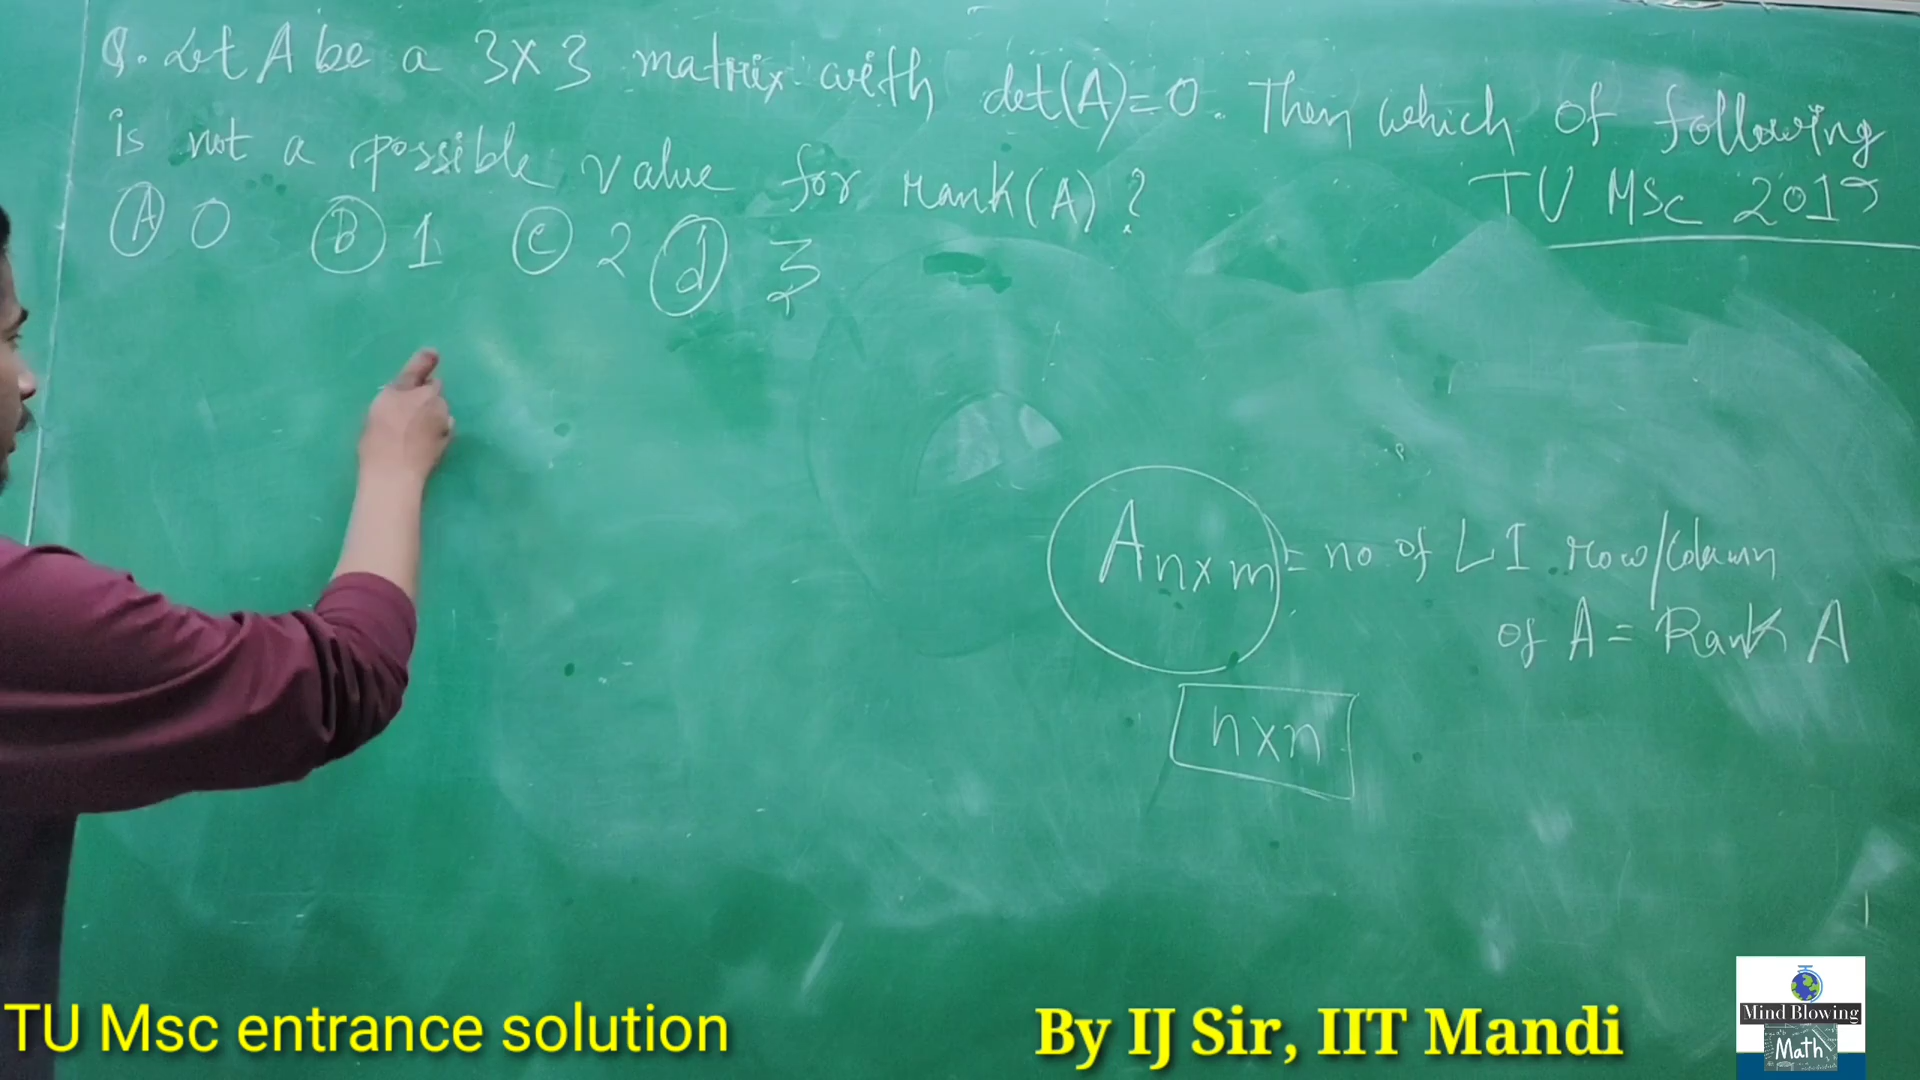 Q. Let A be a 3x3 matrix with det(A)=0. Then which of following
is not a possible value for rank(A)?
TU MSc 2019
A 0 B 1 C 2 d 3
A n x m = no of LI row/column
of A = Rank A
n x n
TU Msc entrance solution
By IJ Sir, IIT Mandi
Mind Blowing
Math